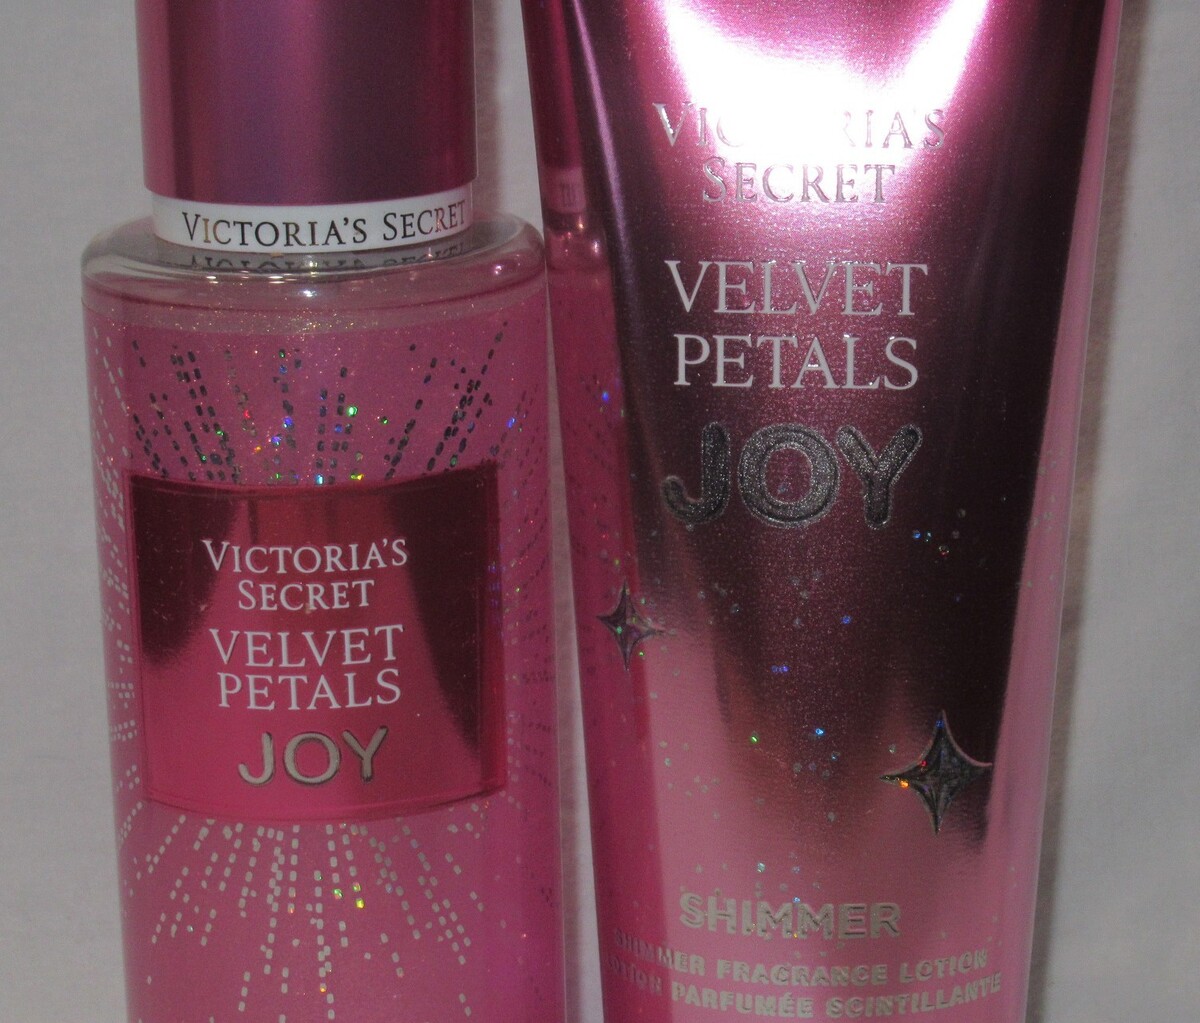 VICTORIA'S SECRET
VICTORIA'S
SECRET
VELVET
PETALS
JOY
VICTORIA'S
SECRET
VELVET
PETALS
JOY
SHIMMER
SHIMMER FRAGRANCE LOTION
LOTION PARFUMÉE SCINTILLANTE